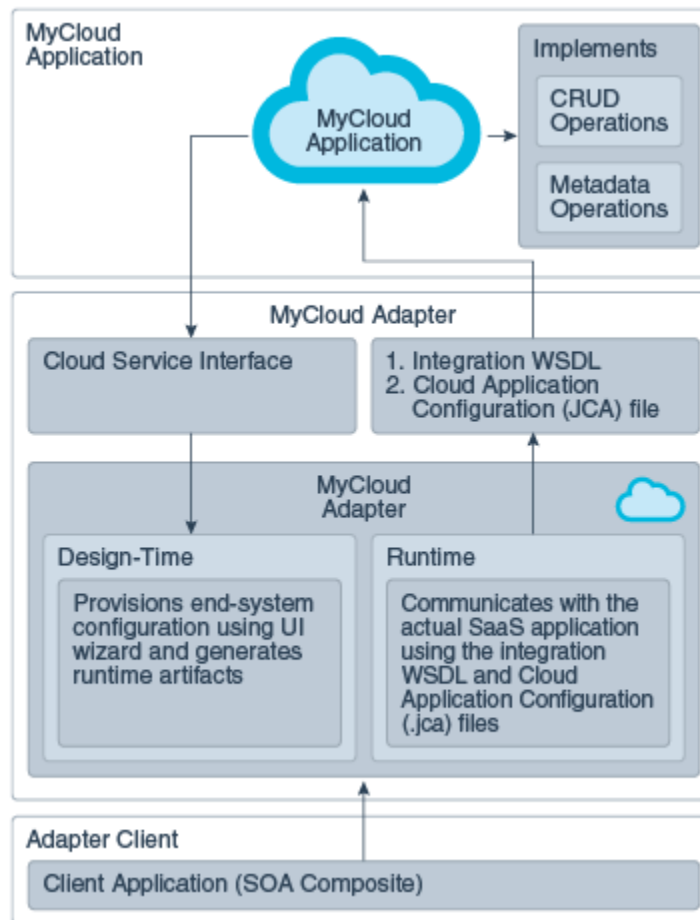 MyCloud
Application
MyCloud
Application
Implements
CRUD
Operations
Metadata
Operations
MyCloud Adapter
Cloud Service Interface
1. Integration WSDL
2. Cloud Application
Configuration (JCA) file
MyCloud
Adapter
Design-Time
Provisions end-system
configuration using UI
wizard and generates
runtime artifacts
Runtime
Communicates with the
actual SaaS application
using the integration
WSDL and Cloud
Application Configuration
(.jca) files
Adapter Client
Client Application (SOA Composite)